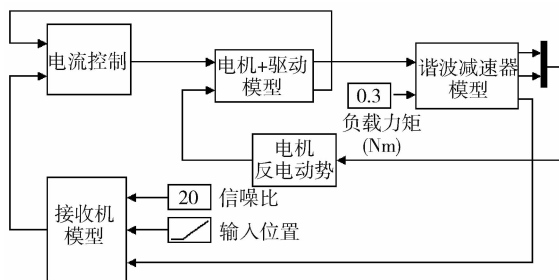 电流控制
电机+驱动
模型
谐波减速器
模型
0.3
负载力矩
(Nm)
电机
反电动势
接收机
模型
20 信噪比
输入位置